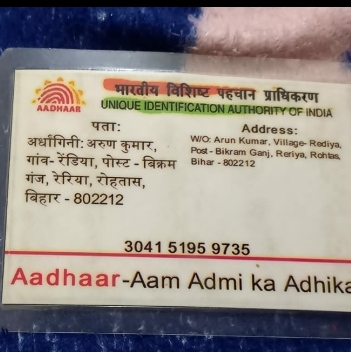 AADHAAR
भारतीय विशिष्ट पहचान प्राधिकरण
UNIQUE IDENTIFICATION AUTHORITY OF INDIA
पता:
अर्धांगिनी: अरुण कुमार,
गांव- रेंडिया, पोस्ट - बिक्रम
गंज, रेरिया, रोहतास,
बिहार - 802212
Address:
W/O: Arun Kumar, Village- Rediya,
Post - Bikram Ganj, Reriya, Rohtas,
Bihar - 802212
3041 5195 9735
Aadhaar-Aam Admi ka Adhika